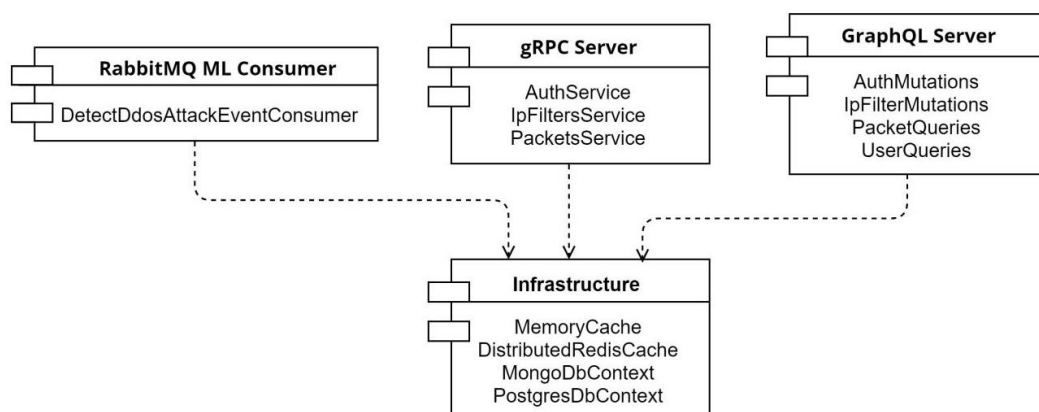 RabbitMQ ML Consumer
DetectDdosAttackEventConsumer
gRPC Server
AuthService
IpFiltersService
PacketsService
GraphQL Server
AuthMutations
IpFilterMutations
PacketQueries
UserQueries
Infrastructure
MemoryCache
DistributedRedisCache
MongoDbContext
PostgresDbContext